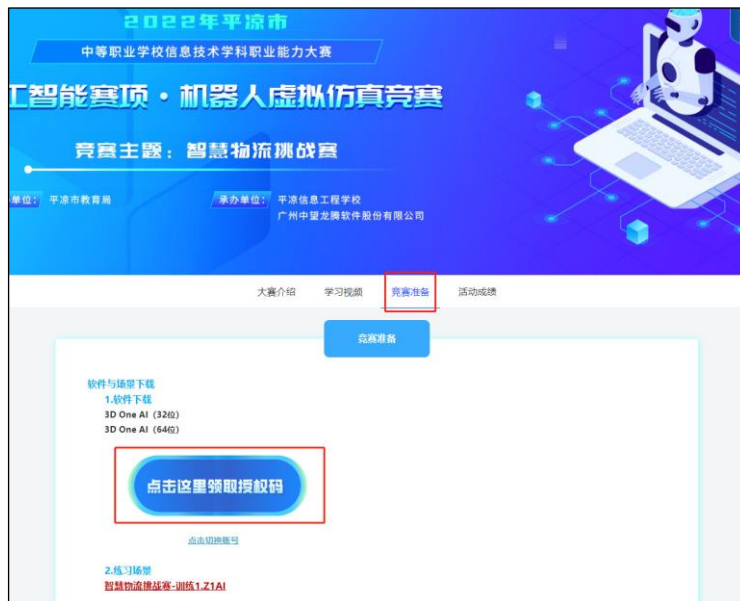 2022年平凉市
中等职业学校信息技术学科职业能力大赛
工智能赛项·机器人虚拟仿真竞赛
竞赛主题：智慧物流挑战赛
单位： 平凉市教育局
承办单位： 平凉信息工程学校
广州中望龙腾软件股份有限公司
大赛介绍 学习视频 竞赛准备 活动成绩
竞赛准备
软件与场景下载
1.软件下载
3D One AI（32位）
3D One AI（64位）
点击这里领取授权码
点击切换账号
2.练习场景
智慧物流挑战赛-训练1.Z1AI